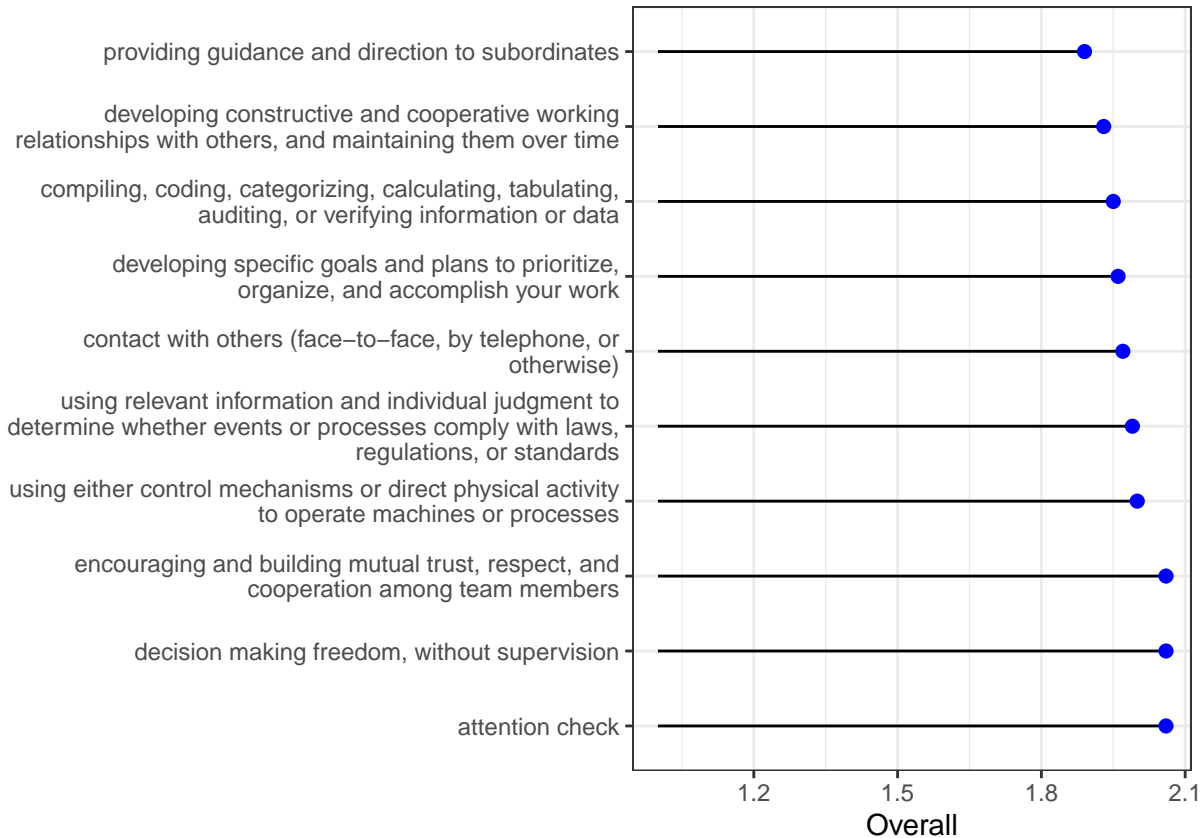 providing guidance and direction to subordinates
developing constructive and cooperative working
relationships with others, and maintaining them over time
compiling, coding, categorizing, calculating, tabulating,
auditing, or verifying information or data
developing specific goals and plans to prioritize,
organize, and accomplish your work
contact with others (face−to−face, by telephone, or
otherwise)
using relevant information and individual judgment to
determine whether events or processes comply with laws,
regulations, or standards
using either control mechanisms or direct physical activity
to operate machines or processes
encouraging and building mutual trust, respect, and
cooperation among team members
decision making freedom, without supervision
attention check
1.2 1.5 1.8 2.1
Overall